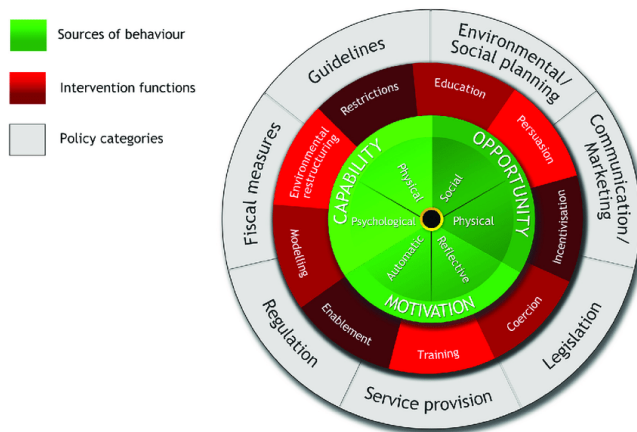 Sources of behaviour
Intervention functions
Policy categories
Guidelines
Environmental/
Social planning
Communication/
Marketing
Legislation
Service provision
Regulation
Fiscal measures
Restrictions
Education
Persuasion
Incentivisation
Coercion
Training
Enablement
Modelling
Environmental
restructuring
CAPABILITY
OPPORTUNITY
MOTIVATION
Physical
Social
Psychological
Physical
Automatic
Reflective